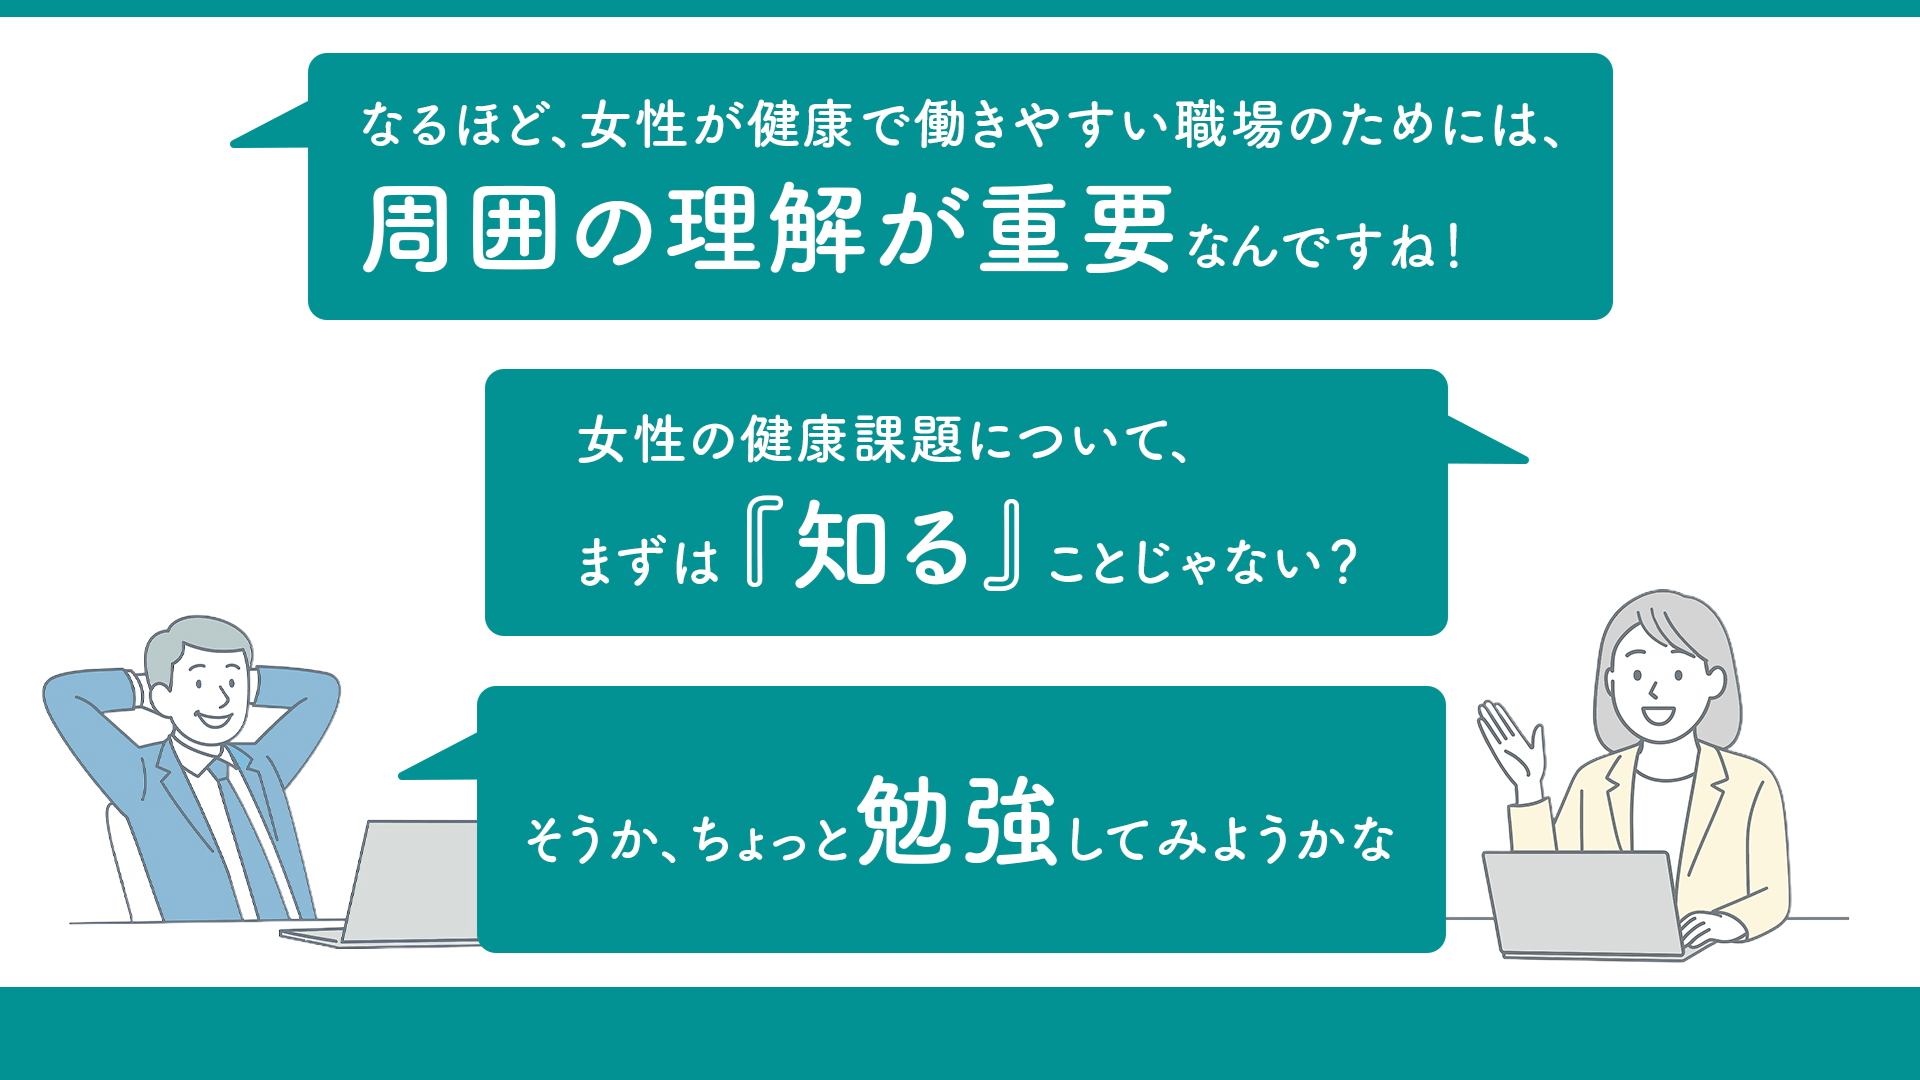 なるほど、女性が健康で働きやすい職場のためには、
周囲の理解が重要なんですね！
女性の健康課題について、
まずは『知る』ことじゃない？
そうか、ちょっと勉強してみようかな